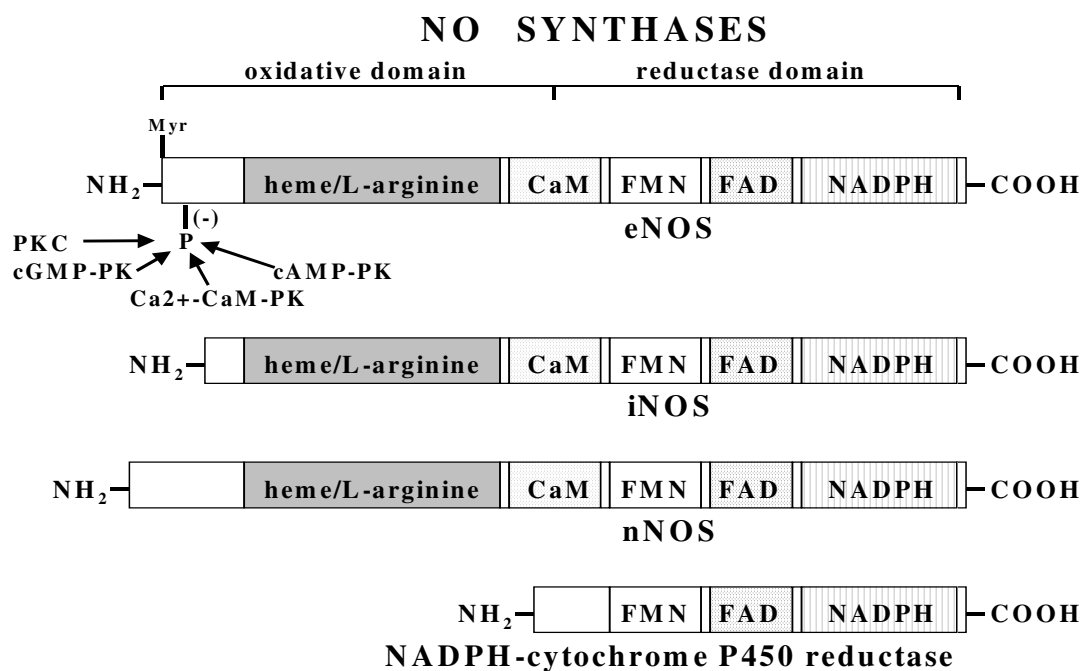 NO SYNTHASES
oxidative domain reductase domain
Myr
NH2 heme/L-arginine CaM FMN FAD NADPH COOH
(-)
eNOS
PKC P
cGMP-PK cAMP-PK
Ca2+-CaM-PK
NH2 heme/L-arginine CaM FMN FAD NADPH COOH
iNOS
NH2 heme/L-arginine CaM FMN FAD NADPH COOH
nNOS
NH2 FMN FAD NADPH COOH
NADPH-cytochrome P450 reductase